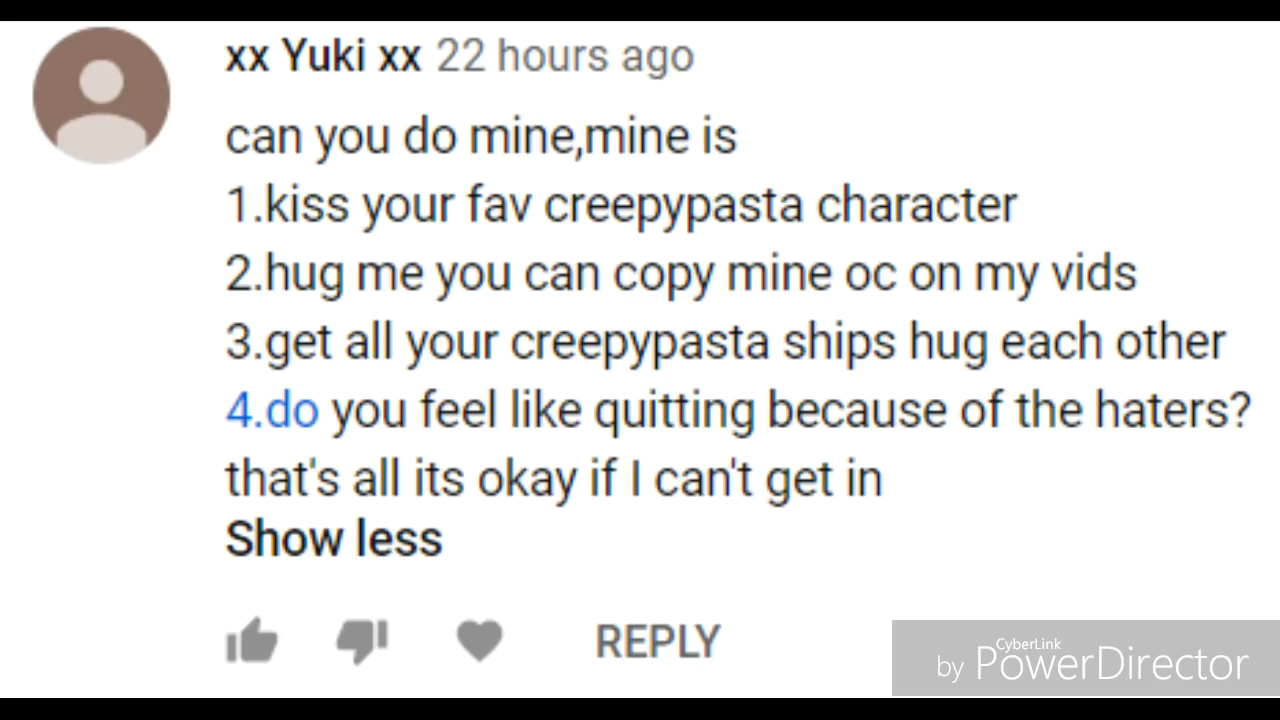 xx Yuki xx 22 hours ago
can you do mine,mine is
1.kiss your fav creepypasta character
2.hug me you can copy mine oc on my vids
3.get all your creepypasta ships hug each other
4.do you feel like quitting because of the haters?
that's all its okay if I can't get in
Show less
REPLY
CyberLink
by PowerDirector